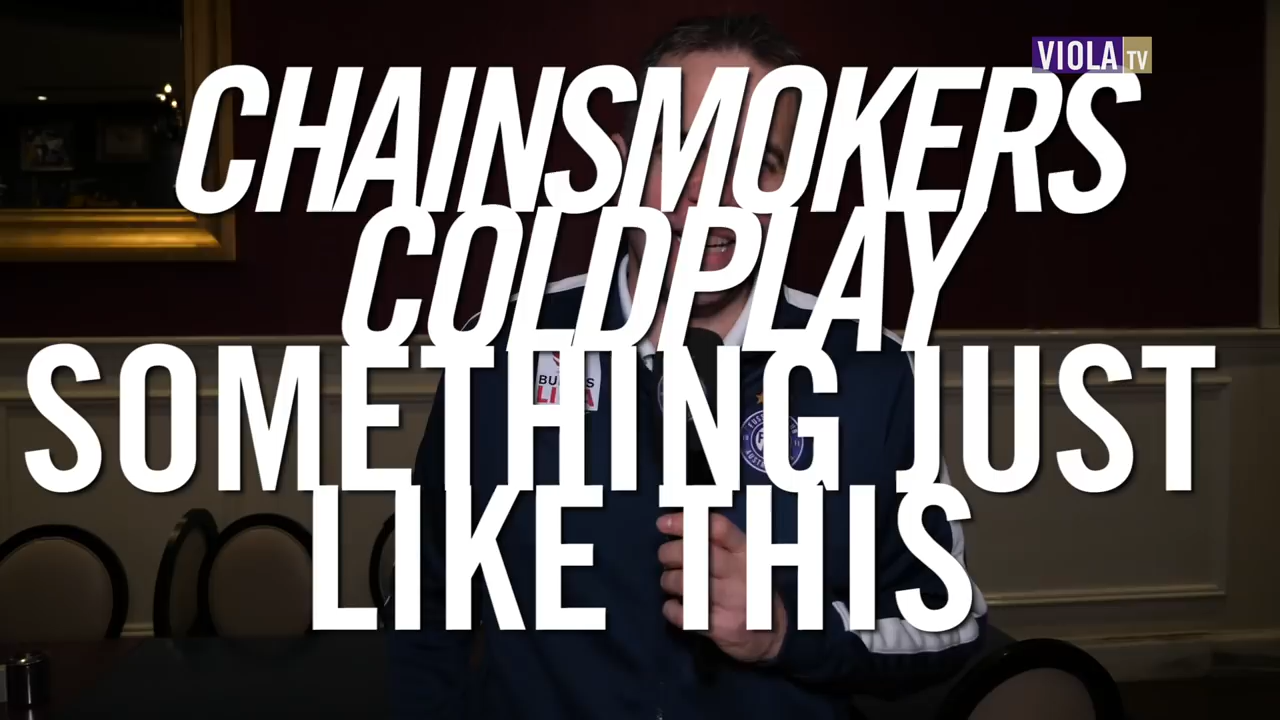 VIOLA TV
CHAINSMOKERS
COLDPLAY
SOMETHING JUST
LIKE THIS